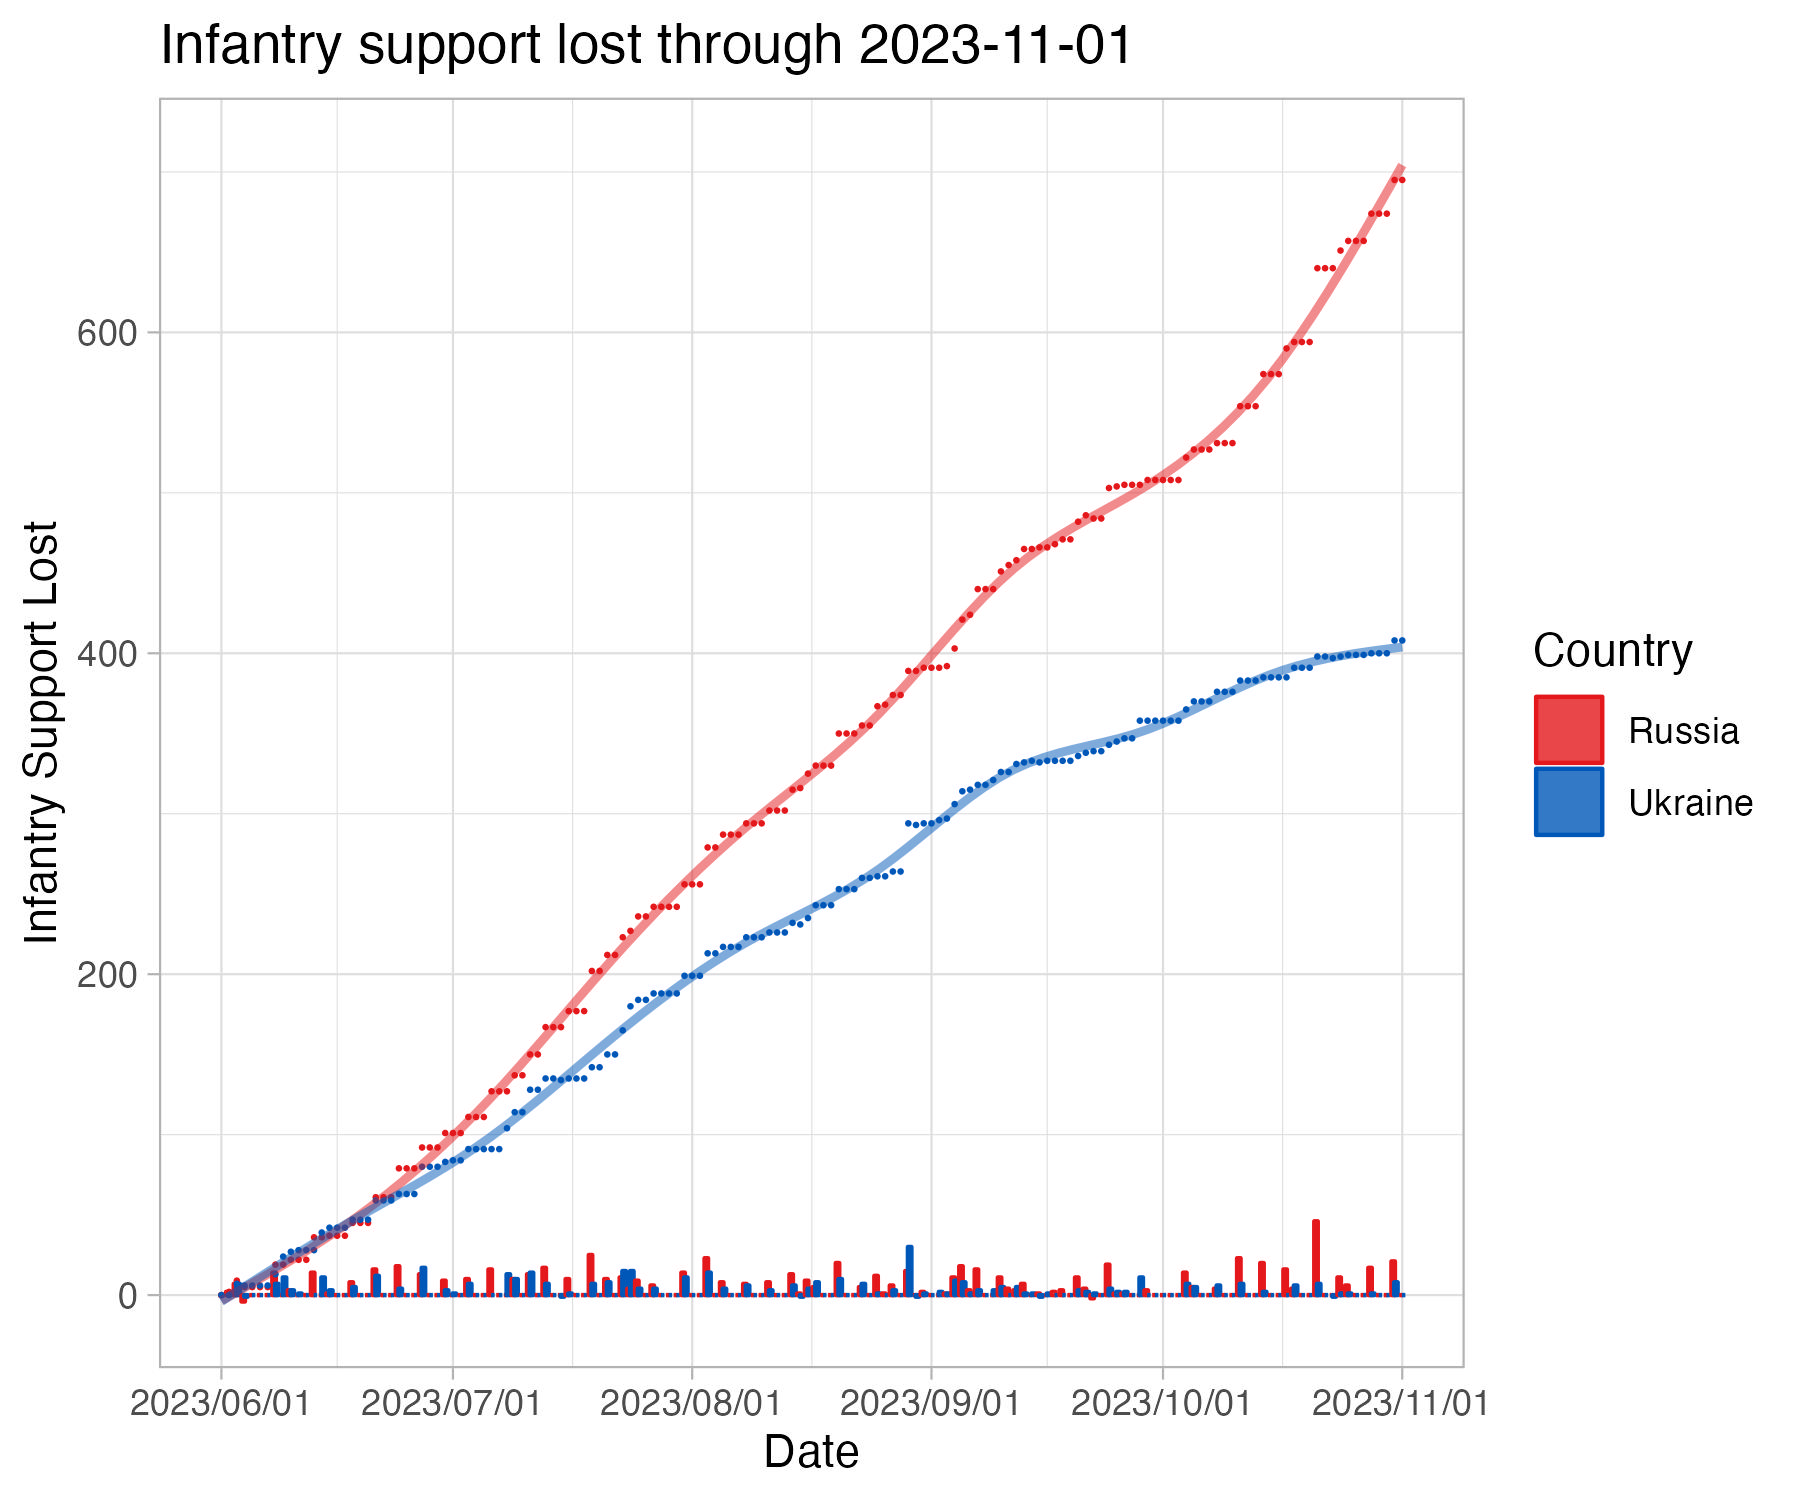 Infantry support lost through 2023-11-01
Infantry Support Lost
600
400
200
0
2023/06/01 2023/07/01 2023/08/01 2023/09/01 2023/10/01 2023/11/01
Date
Country
Russia
Ukraine